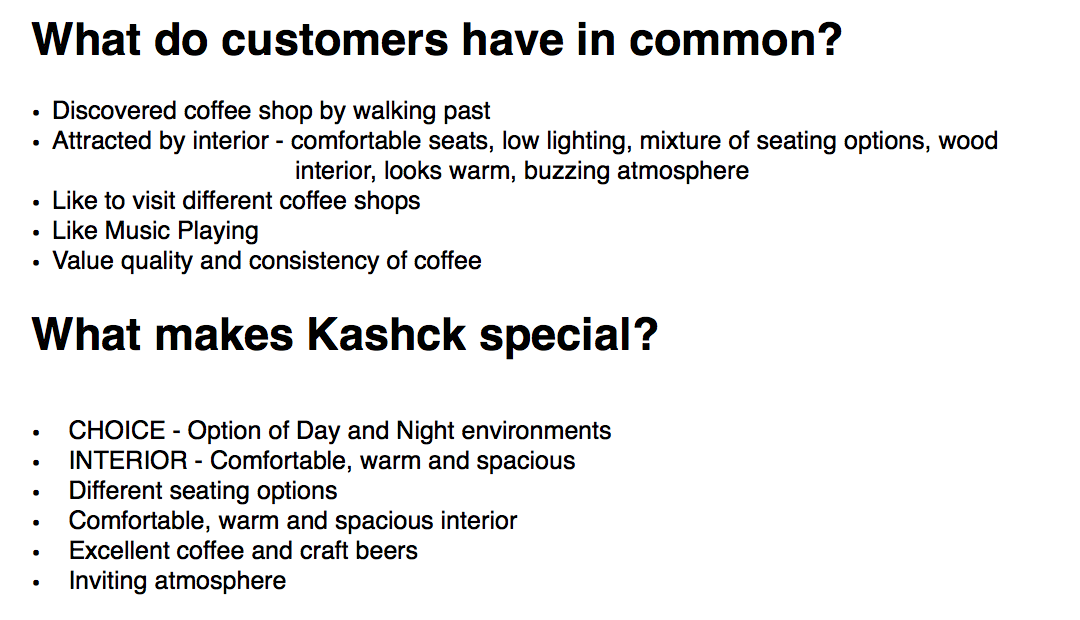 What do customers have in common?
• Discovered coffee shop by walking past
• Attracted by interior - comfortable seats, low lighting, mixture of seating options, wood
interior, looks warm, buzzing atmosphere
• Like to visit different coffee shops
• Like Music Playing
• Value quality and consistency of coffee
What makes Kashck special?
• CHOICE - Option of Day and Night environments
• INTERIOR - Comfortable, warm and spacious
• Different seating options
• Comfortable, warm and spacious interior
• Excellent coffee and craft beers
• Inviting atmosphere